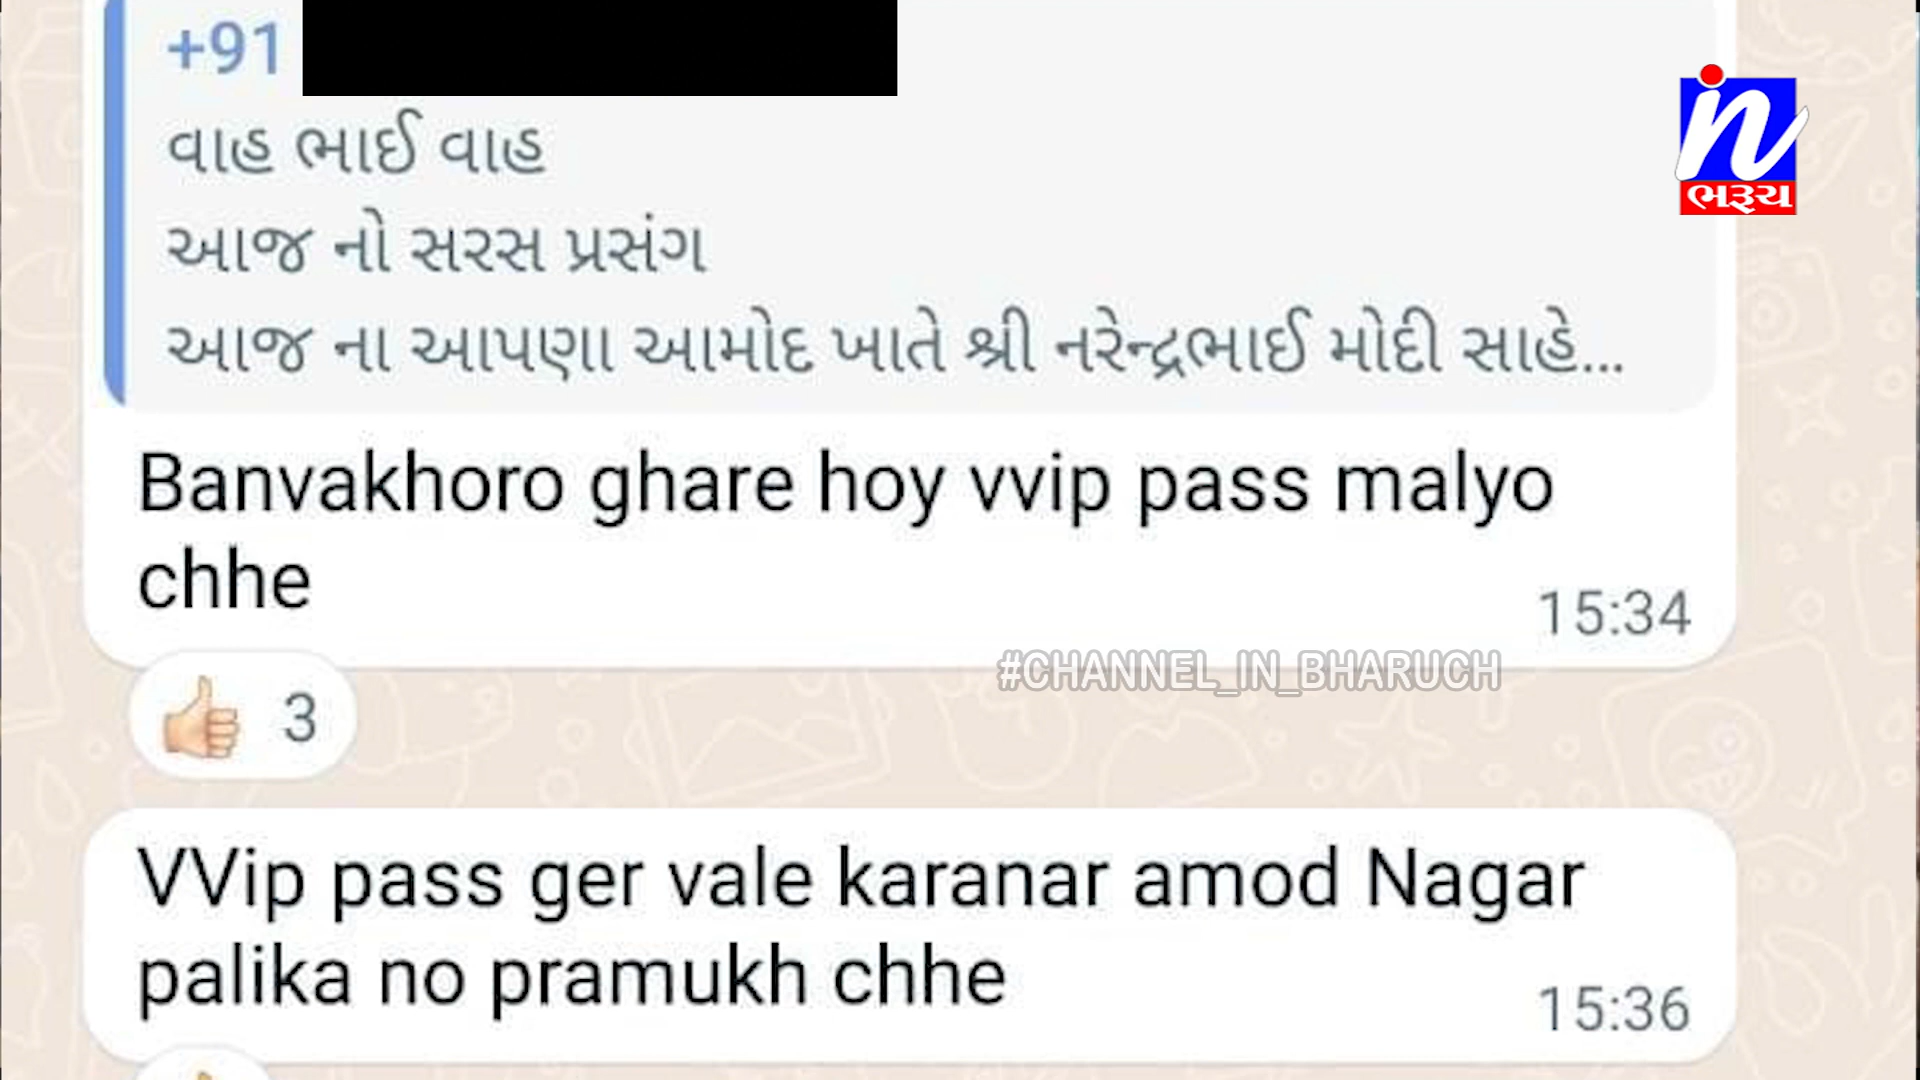 +91
વાહ ભાઈ વાહ
આજ નો સરસ પ્રસંગ
આજ ના આપણા આમોદ ખાતે શ્રી નરેન્દ્રભાઈ મોદી સાહે...
Banvakhoro ghare hoy vvip pass malyo
chhe
15:34
#CHANNEL_IN_BHARUCH
👍🏻 3
VVip pass ger vale karanar amod Nagar
palika no pramukh chhe
15:36
in
ભરૂચ